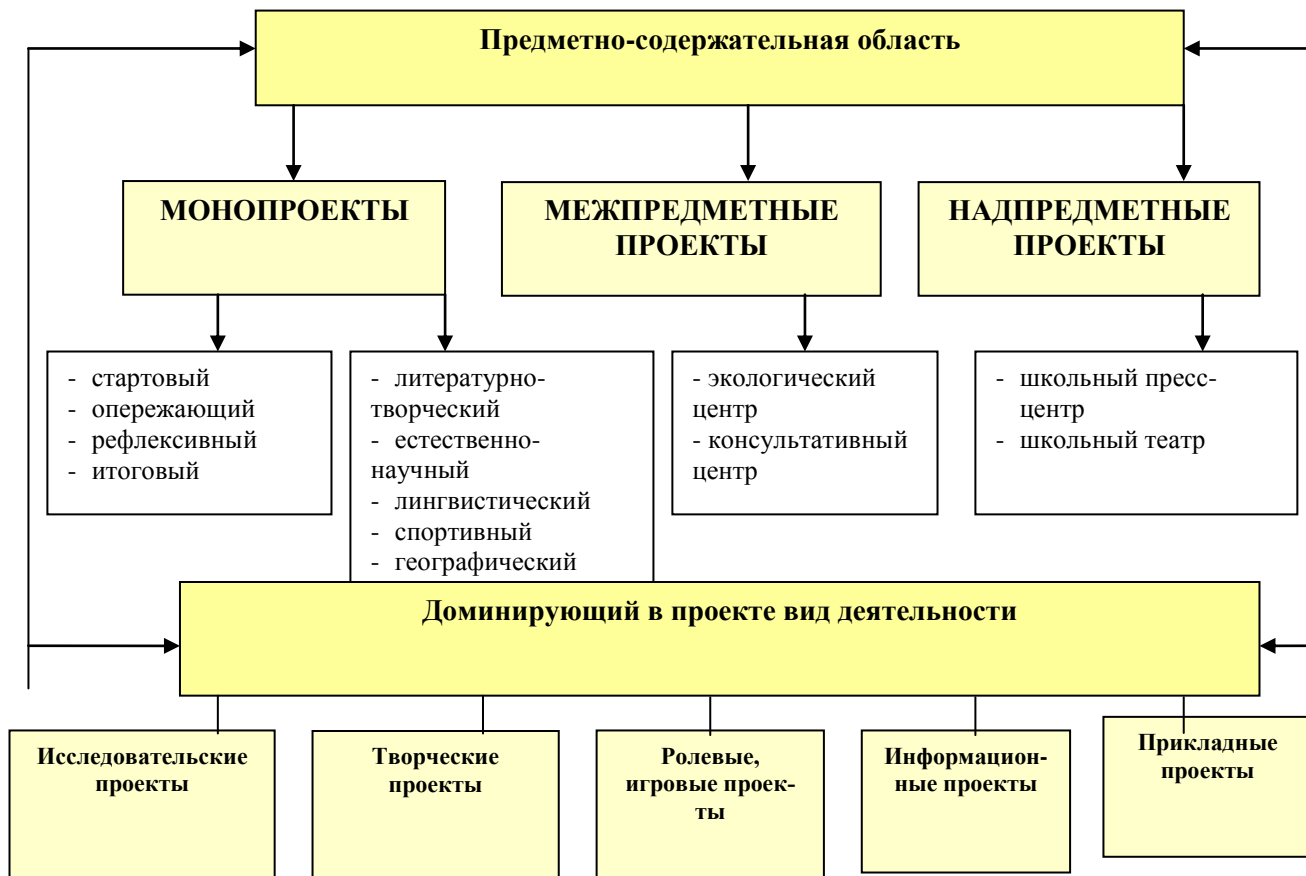 Предметно-содержательная область
МОНОПРОЕКТЫ
МЕЖПРЕДМЕТНЫЕ
ПРОЕКТЫ
НАДПРЕДМЕТНЫЕ
ПРОЕКТЫ
- стартовый
- опережающий
- рефлексивный
- итоговый
- литературно-
творческий
- естественно-
научный
- лингвистический
- спортивный
- географический
- экологический
центр
- консультативный
центр
- школьный пресс-
центр
- школьный театр
Доминирующий в проекте вид деятельности
Исследовательские
проекты
Творческие
проекты
Ролевые,
игровые проек-
ты
Информацион-
ные проекты
Прикладные
проекты